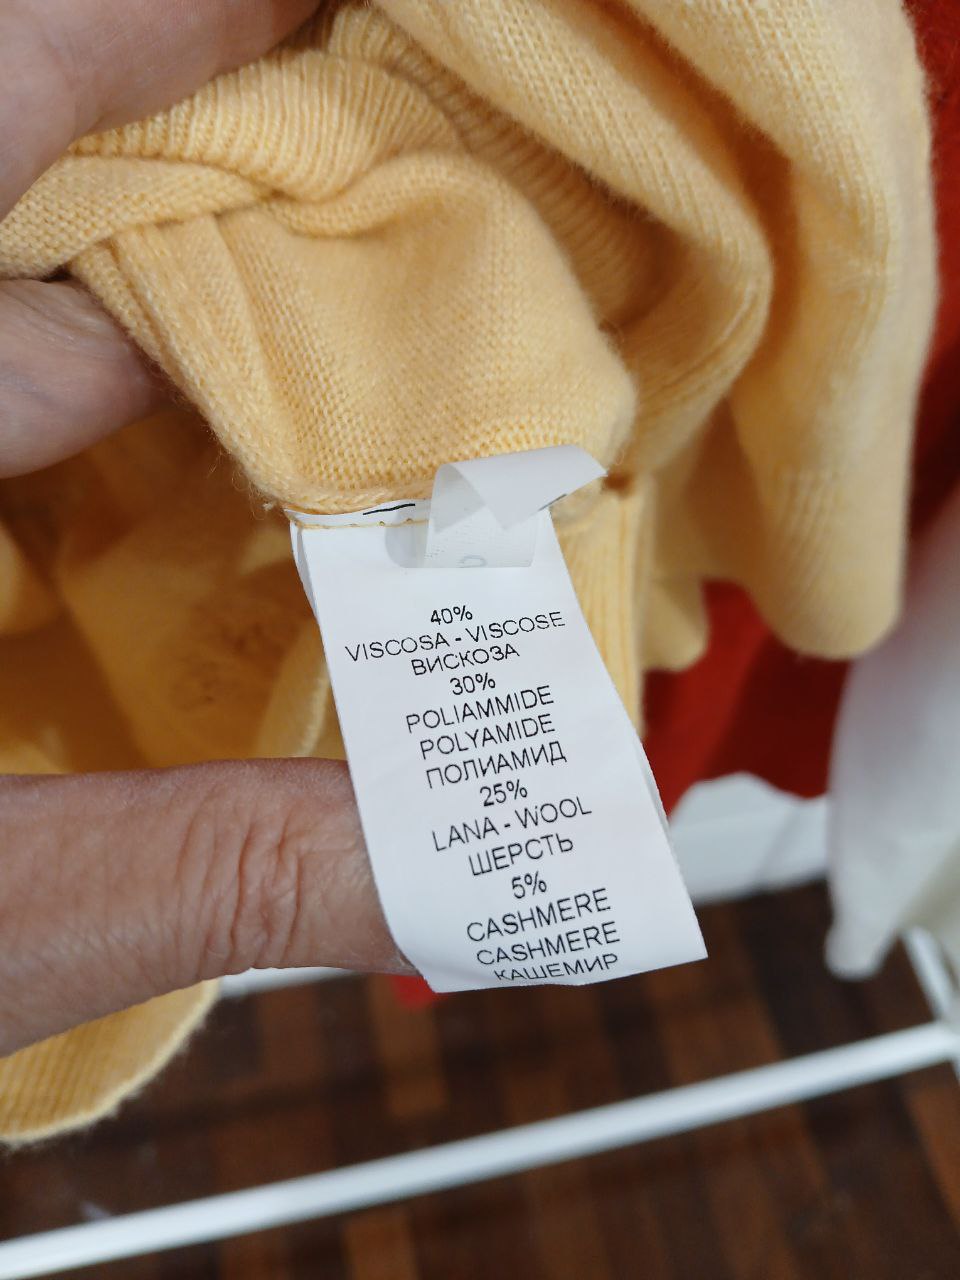 40%
VISCOSA - VISCOSE
ВИСКОЗА
30%
POLIAMMIDE
POLYAMIDE
ПОЛИАМИД
25%
LANA - WOOL
ШЕРСТЬ
5%
CASHMERE
CASHMERE
КАШЕМИР